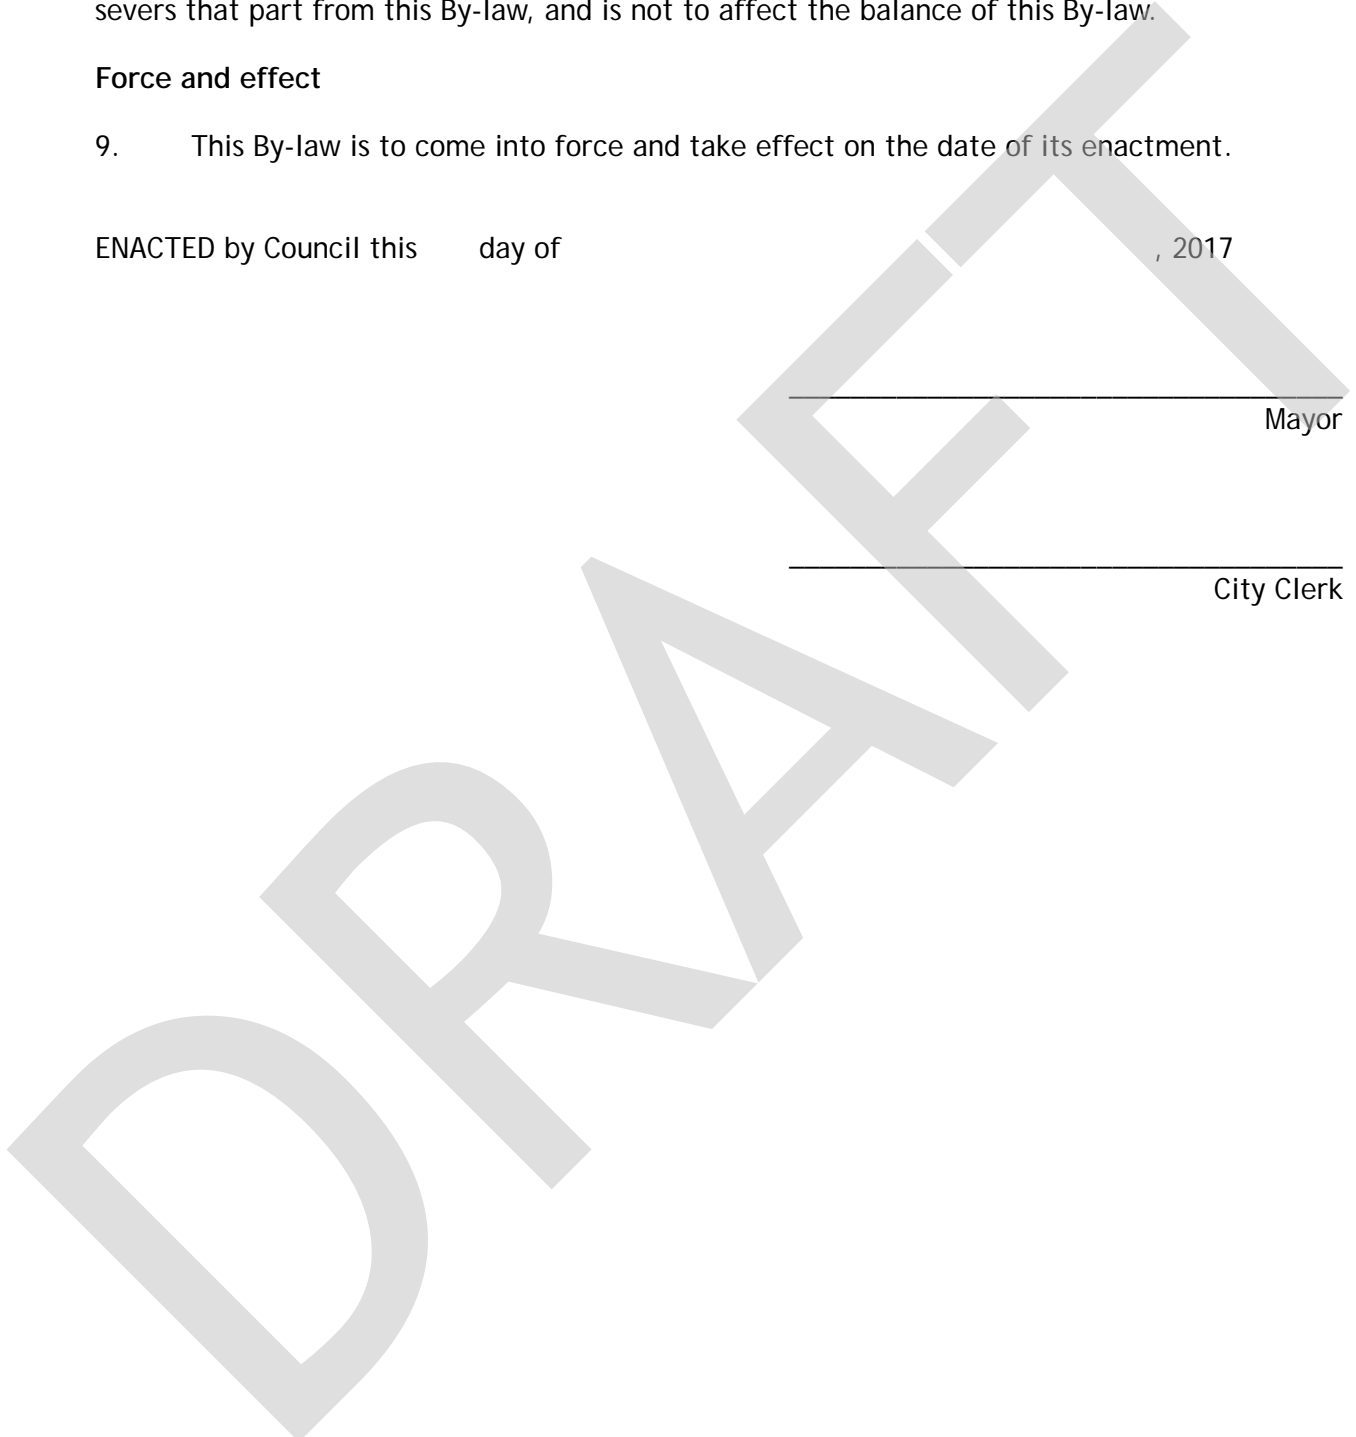 severs that part from this By-law, and is not to affect the balance of this By-law.
Force and effect
9. This By-law is to come into force and take effect on the date of its enactment.
ENACTED by Council this day of , 2017
Mayor
City Clerk
DRAFT